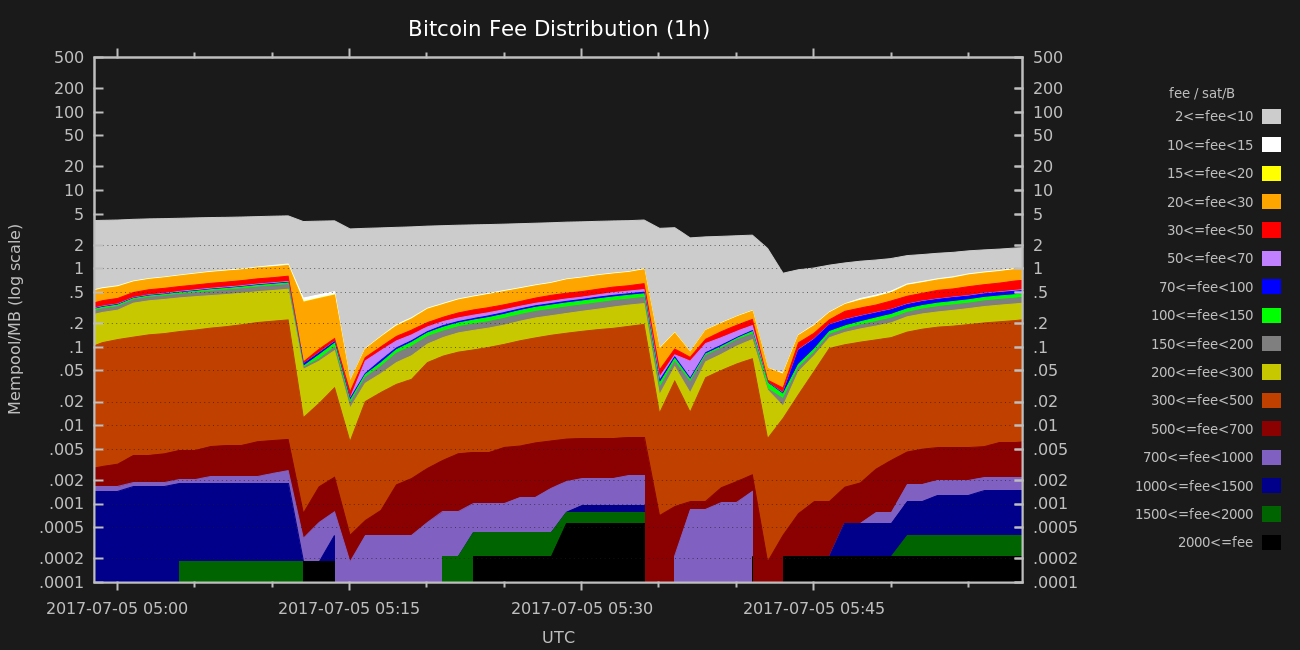 Bitcoin Fee Distribution (1h)
Mempool/MB (log scale)
500
200
100
50
20
10
5
2
1
.5
.2
.1
.05
.02
.01
.005
.002
.001
.0005
.0002
.0001
500
200
100
50
20
10
5
2
1
.5
.2
.1
.05
.02
.01
.005
.002
.001
.0005
.0002
.0001
2017-07-05 05:00
2017-07-05 05:15
2017-07-05 05:30
2017-07-05 05:45
UTC
fee / sat/B
2<=fee<10
10<=fee<15
15<=fee<20
20<=fee<30
30<=fee<50
50<=fee<70
70<=fee<100
100<=fee<150
150<=fee<200
200<=fee<300
300<=fee<500
500<=fee<700
700<=fee<1000
1000<=fee<1500
1500<=fee<2000
2000<=fee